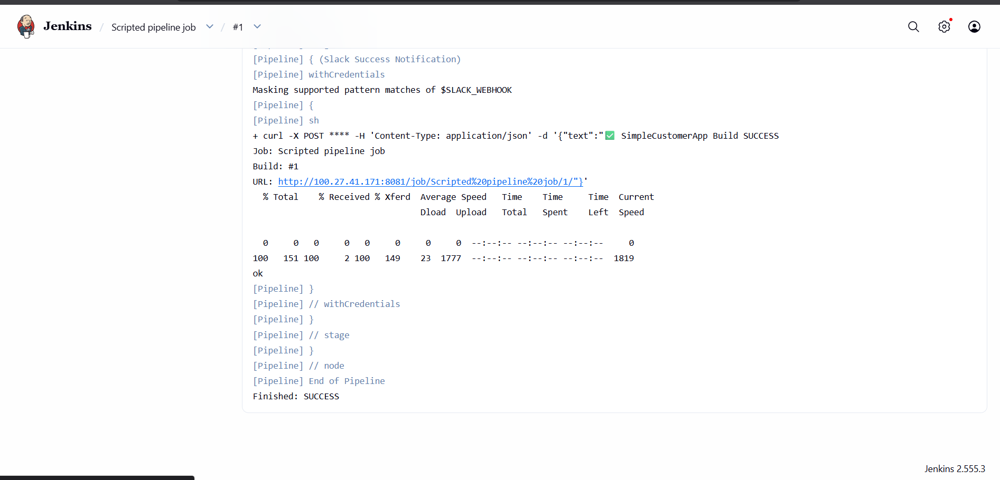 Jenkins / Scripted pipeline job / #1
[Pipeline] { (Slack Success Notification)
[Pipeline] withCredentials
Masking supported pattern matches of $SLACK_WEBHOOK
[Pipeline] {
[Pipeline] sh
+ curl -X POST **** -H 'Content-Type: application/json' -d '{"text":"✅ SimpleCustomerApp Build SUCCESS
Job: Scripted pipeline job
Build: #1
URL: http://100.27.41.171:8081/job/Scripted%20pipeline%20job/1/"}'
  % Total    % Received % Xferd  Average Speed   Time    Time     Time  Current
                                 Dload  Upload   Total   Spent    Left  Speed
  0     0   0     0   0     0     0     0  --:--:-- --:--:-- --:--:--     0
100   151 100     2 100   149    23  1777  --:--:-- --:--:-- --:--:--  1819
ok
[Pipeline] }
[Pipeline] // withCredentials
[Pipeline] }
[Pipeline] // stage
[Pipeline] }
[Pipeline] // node
[Pipeline] End of Pipeline
Finished: SUCCESS
Jenkins 2.555.3